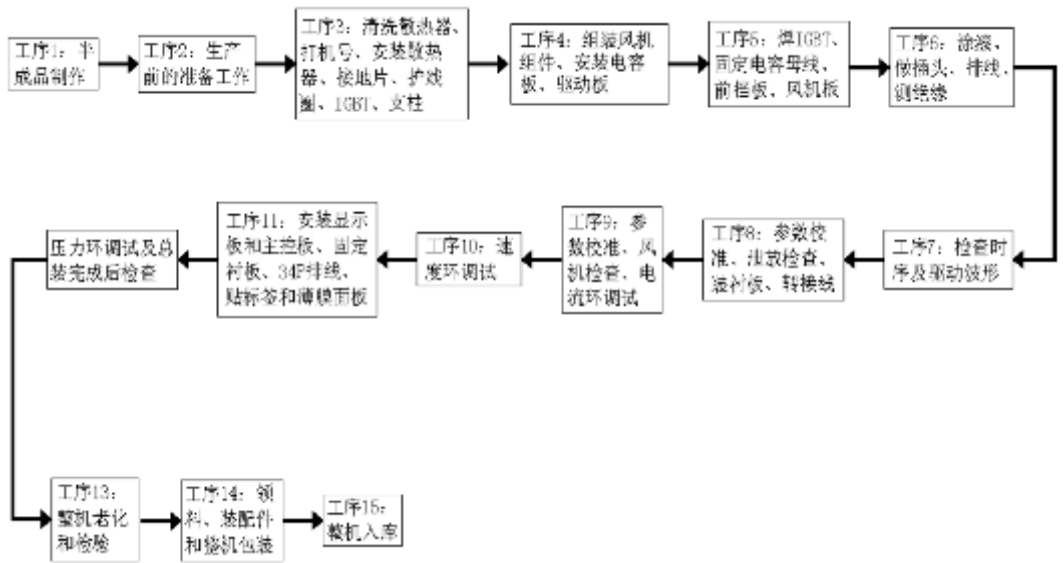 工序1：半
成品制作
工序2：生产
前的准备工作
工序3：清洗散热器、
打机号、安装散热
器、接地片、护线
圈、IGBT、支柱
工序4：组装风机
组件、安装电容
板、驱动板
工序5：焊IGBT、
固定电容母线、
前挡板、风机板
工序6：涂漆、
做插头、排线、
测绝缘
工序7：检查时
序及驱动波形
工序8：参数校
准、泄放检查、
装衬板、转接线
工序9：参
数校准、风
机检查、电
流环调试
工序10：速
度环调试
工序11：安装显示
板和主控板、固定
衬板、34P排线、
贴标签和薄膜面板
压力环调试及总
装完成后检查
工序13：
整机老化
和检验
工序14：领
料、装配件
和整机包装
工序15：
整机入库